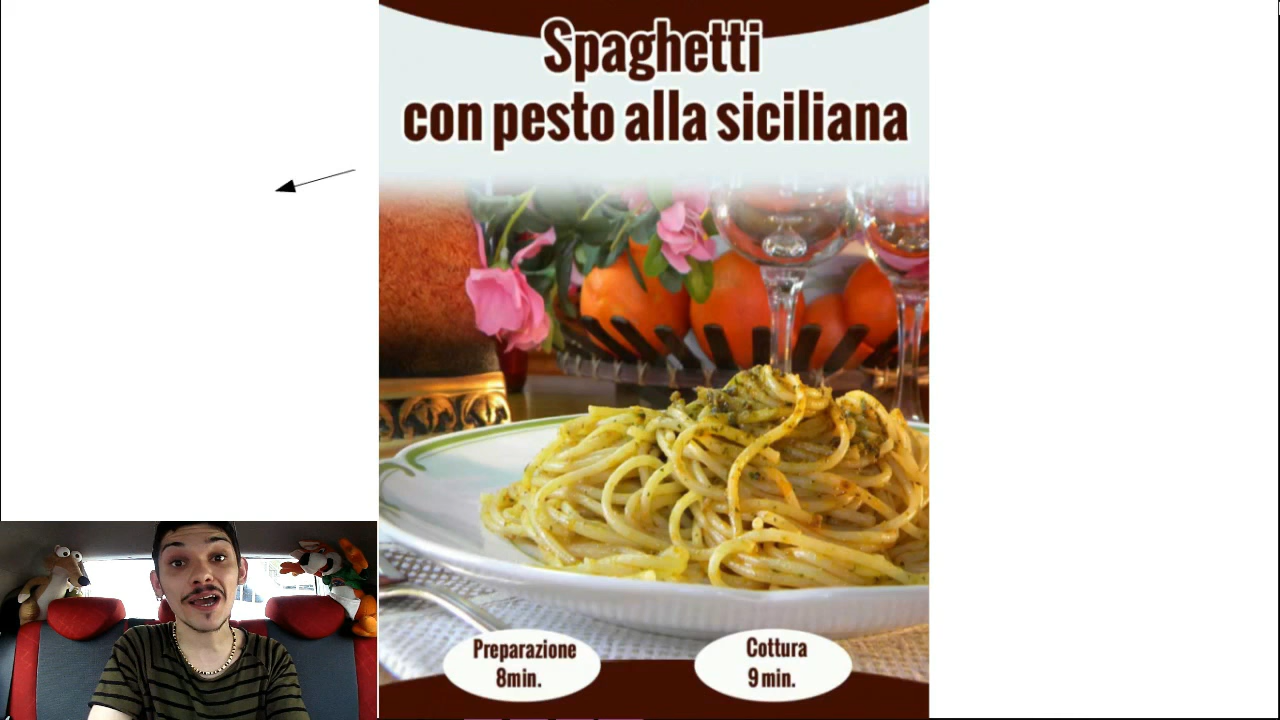 Spaghetti
con pesto alla siciliana
Preparazione
8min.
Cottura
9 min.